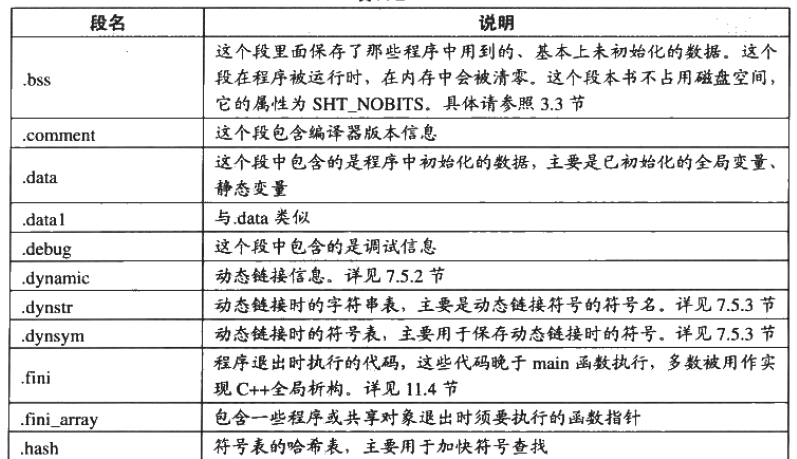 段名 说明
.bss 这个段里面保存了那些程序中用到的、基本上未初始化的数据。这个
段在程序被运行时，在内存中会被清零。这个段本书不占用磁盘空间，
它的属性为 SHT_NOBITS。具体请参照 3.3 节
.comment 这个段包含编译器版本信息
.data 这个段中包含的是程序中初始化的数据，主要是已初始化的全局变量、
静态变量
.data1 与.data 类似
.debug 这个段中包含的是调试信息
.dynamic 动态链接信息。详见 7.5.2 节
.dynstr 动态链接时的字符串表，主要是动态链接符号的符号名。详见 7.5.3 节
.dynsym 动态链接时的符号表，主要用于保存动态链接时的符号。详见 7.5.3 节
.fini 程序退出时执行的代码，这些代码晚于 main 函数执行，多数被用作实
现 C++全局析构。详见 11.4 节
.fini_array 包含一些程序或共享对象退出时须要执行的函数指针
.hash 符号表的哈希表，主要用于加快符号查找